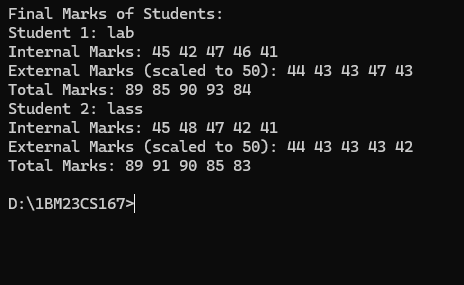 Final Marks of Students:
Student 1: lab
Internal Marks: 45 42 47 46 41
External Marks (scaled to 50): 44 43 43 47 43
Total Marks: 89 85 90 93 84
Student 2: lass
Internal Marks: 45 48 47 42 41
External Marks (scaled to 50): 44 43 43 43 42
Total Marks: 89 91 90 85 83
D:\1BM23CS167>